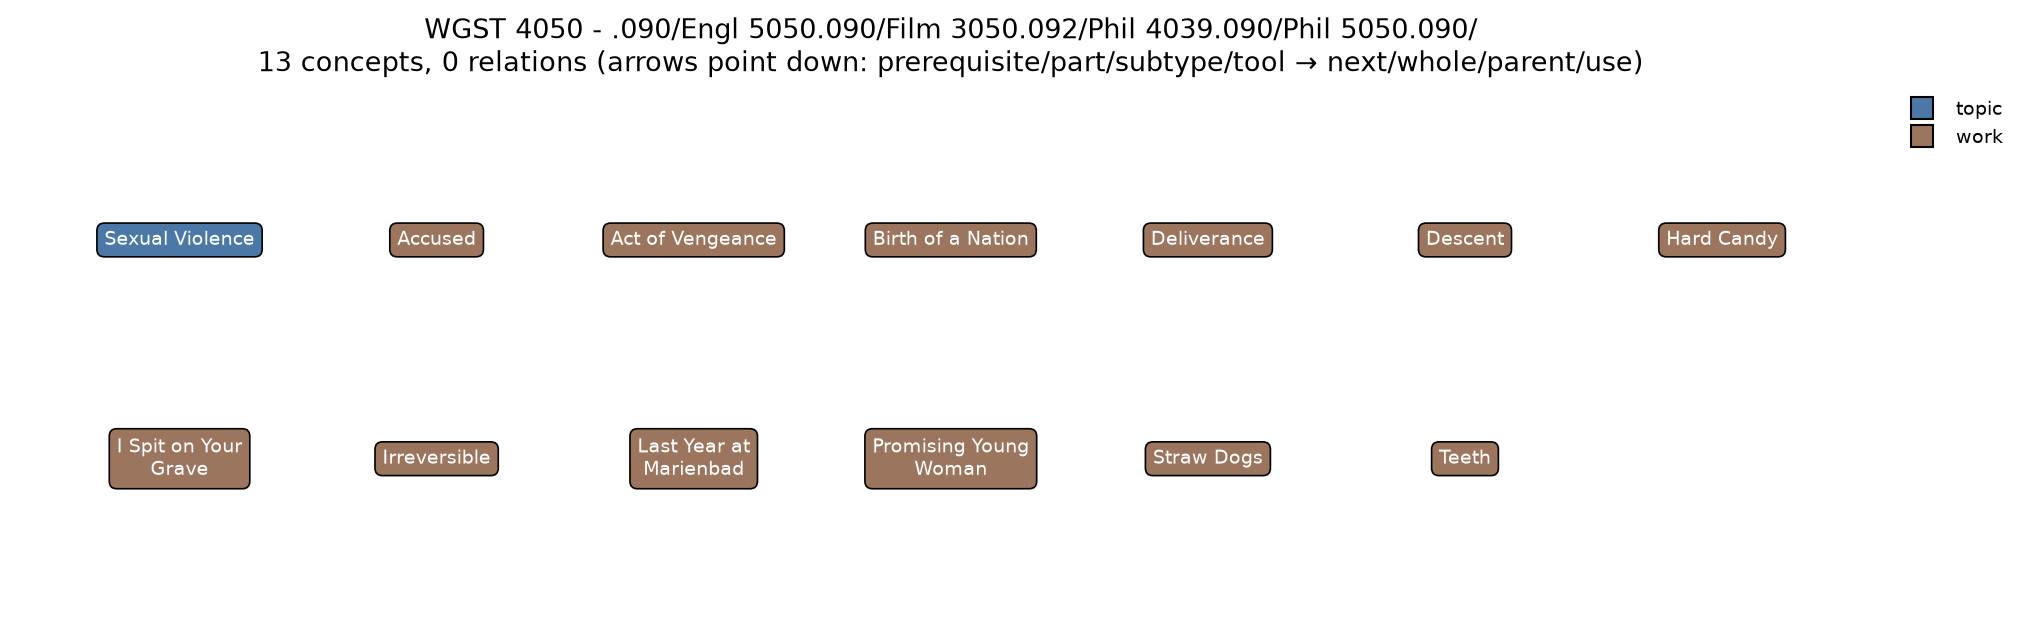 WGST 4050 - .090/Engl 5050.090/Film 3050.092/Phil 4039.090/Phil 5050.090/
13 concepts, 0 relations (arrows point down: prerequisite/part/subtype/tool → next/whole/parent/use)
topic
work
Sexual Violence
Accused
Act of Vengeance
Birth of a Nation
Deliverance
Descent
Hard Candy
I Spit on Your
Grave
Irreversible
Last Year at
Marienbad
Promising Young
Woman
Straw Dogs
Teeth